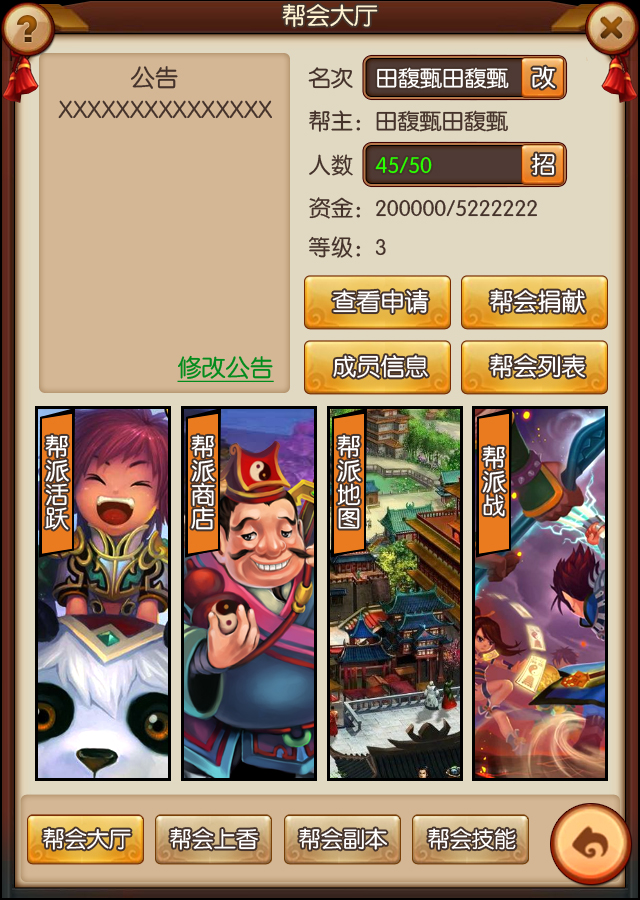 帮会大厅
?
公告
XXXXXXXXXXXXXXX
修改公告
名次 田馥甄田馥甄 改
帮主：田馥甄田馥甄
人数 45/50 招
资金：200000/5222222
等级：3
查看申请 帮会捐献
成员信息 帮会列表
帮派活跃
帮派商店
帮派地图
帮派战
帮会大厅 帮会上香 帮会副本 帮会技能